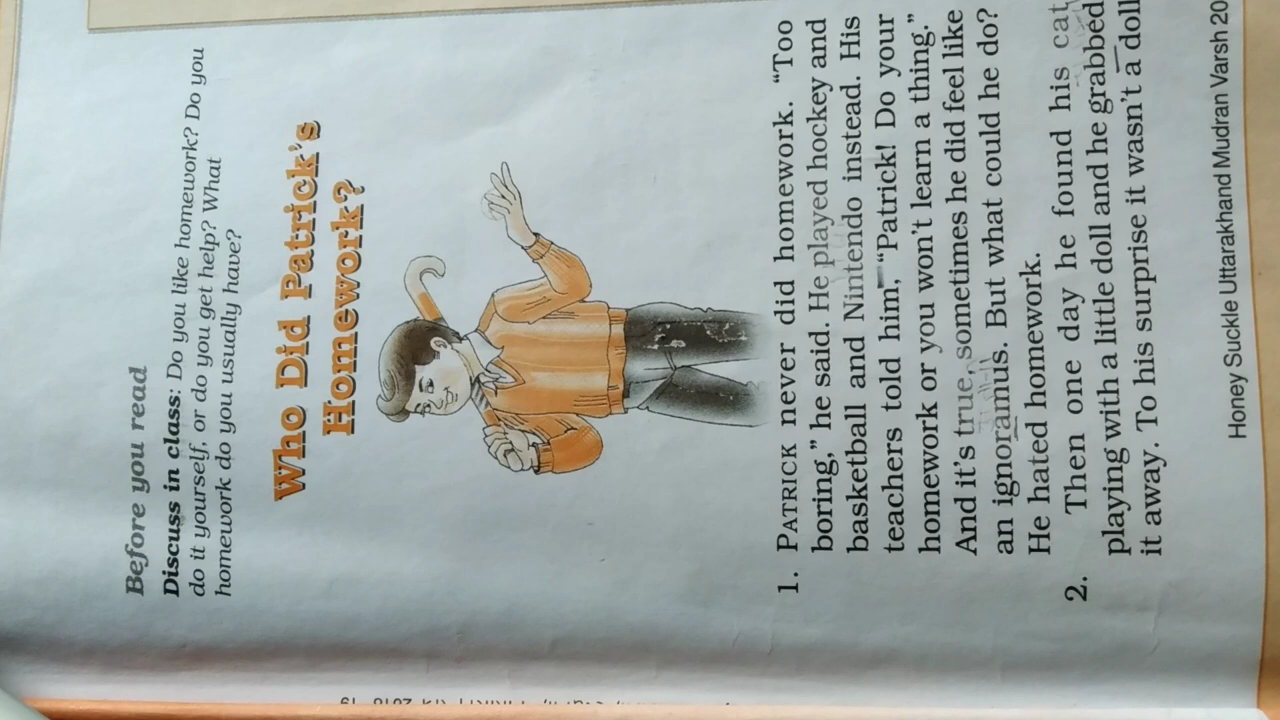 Before you read
Discuss in class: Do you like homework? Do you
do it yourself, or do you get help? What
homework do you usually have?
Who Did Patrick's
Homework?
1. PATRICK never did homework. “Too
boring,” he said. He played hockey and
basketball and Nintendo instead. His
teachers told him, “Patrick! Do your
homework or you won't learn a thing.”
And it's true, sometimes he did feel like
an ignoramus. But what could he do?
He hated homework.
2. Then one day he found his cat
playing with a little doll and he grabbed
it away. To his surprise it wasn't a doll
Honey Suckle Uttarakhand Mudran Varsh 20